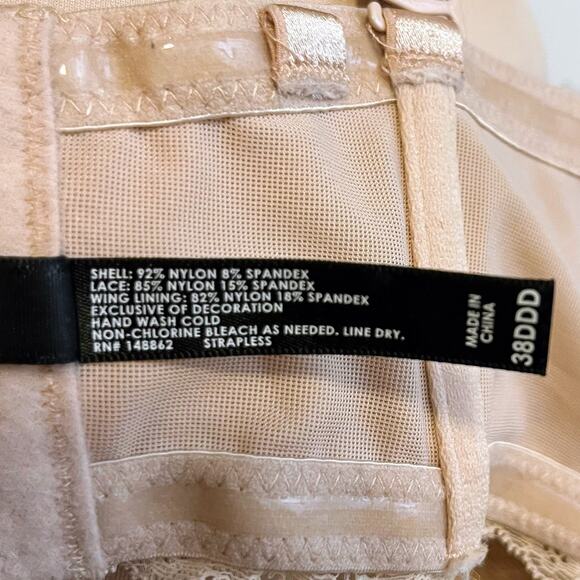 SHELL: 92% NYLON 8% SPANDEX
LACE: 85% NYLON 15% SPANDEX
WING LINING: 82% NYLON 18% SPANDEX
EXCLUSIVE OF DECORATION
HAND WASH COLD
NON-CHLORINE BLEACH AS NEEDED. LINE DRY.
RN# 148862 STRAPLESS
MADE IN
CHINA
38DDD